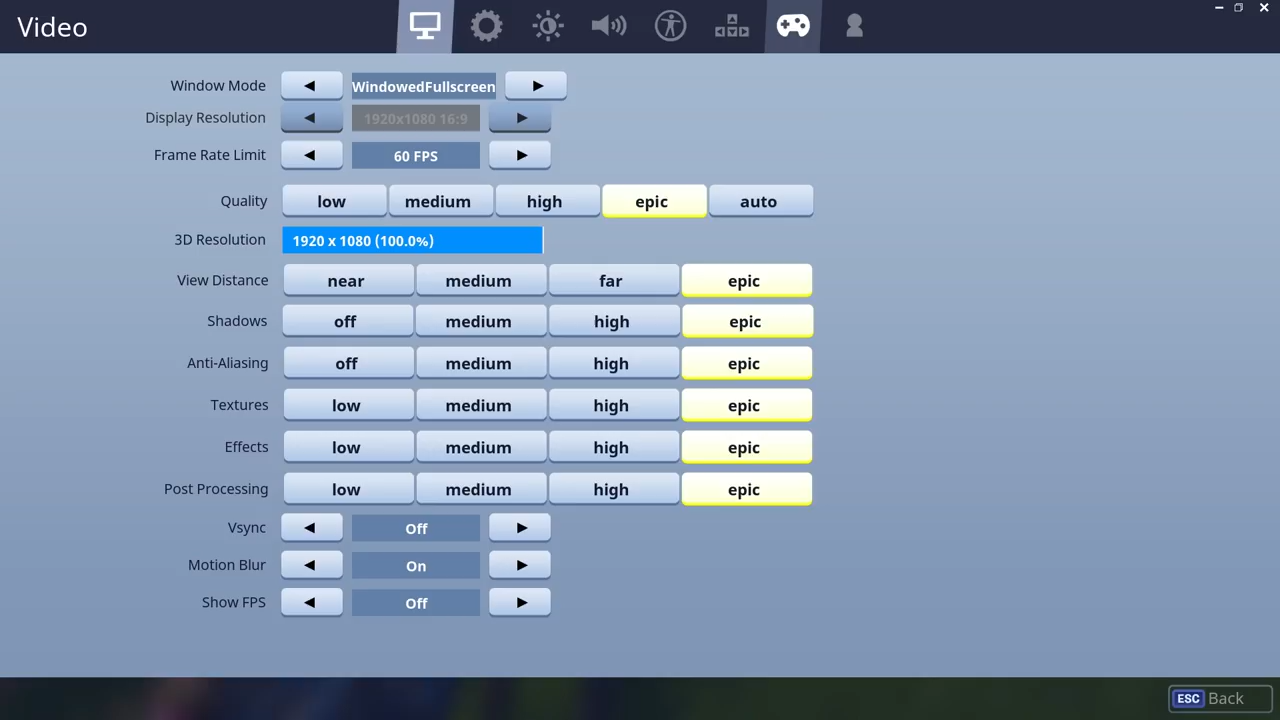 Video
Window Mode WindowedFullscreen
Display Resolution 1920x1080 16:9
Frame Rate Limit 60 FPS
Quality low medium high epic auto
3D Resolution 1920 x 1080 (100.0%)
View Distance near medium far epic
Shadows off medium high epic
Anti-Aliasing off medium high epic
Textures low medium high epic
Effects low medium high epic
Post Processing low medium high epic
Vsync Off
Motion Blur On
Show FPS Off
ESC Back